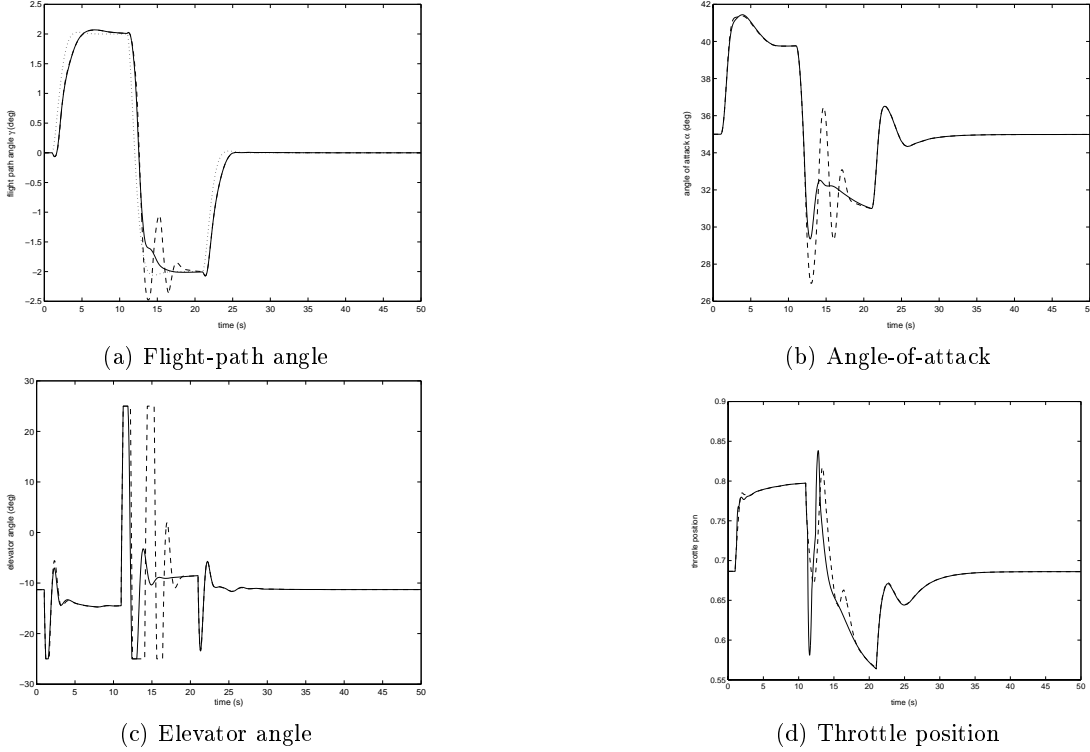 2.5
2
1.5
1
0.5
0
−0.5
−1
−1.5
−2
−2.5
flight path angle γ (deg)
0 5 10 15 20 25 30 35 40 45 50
time (s)
(a) Flight-path angle
42
40
38
36
34
32
30
28
26
angle of attack α (deg)
0 5 10 15 20 25 30 35 40 45 50
time (s)
(b) Angle-of-attack
30
20
10
0
−10
−20
−30
elevator angle (deg)
0 5 10 15 20 25 30 35 40 45 50
time (s)
(c) Elevator angle
0.9
0.85
0.8
0.75
0.7
0.65
0.6
0.55
throttle position
0 5 10 15 20 25 30 35 40 45 50
time (s)
(d) Throttle position